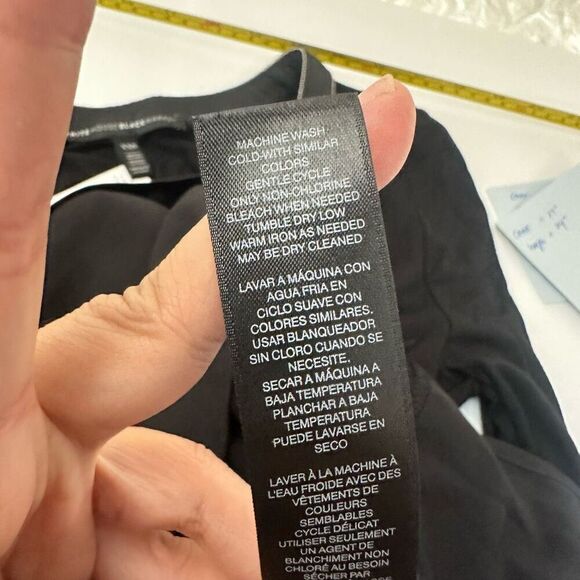 MACHINE WASH
COLD-WITH SIMILAR
COLORS
GENTLE CYCLE
ONLY NON-CHLORINE
BLEACH WHEN NEEDED
TUMBLE DRY LOW
WARM IRON AS NEEDED
MAY BE DRY CLEANED
LAVAR A MÁQUINA CON
AGUA FRIA EN
CICLO SUAVE CON
COLORES SIMILARES.
USAR BLANQUEADOR
SIN CLORO CUANDO SE
NECESITE.
SECAR A MÁQUINA A
BAJA TEMPERATURA
PLANCHAR A BAJA
TEMPERATURA
PUEDE LAVARSE EN
SECO
LAVER À LA MACHINE À
L'EAU FROIDE AVEC DES
VÊTEMENTS DE
COULEURS
SEMBLABLES
CYCLE DÉLICAT
UTILISER SEULEMENT
UN AGENT DE
BLANCHIMENT NON
CHLORÉ AU BESOIN
SÉCHER PAR